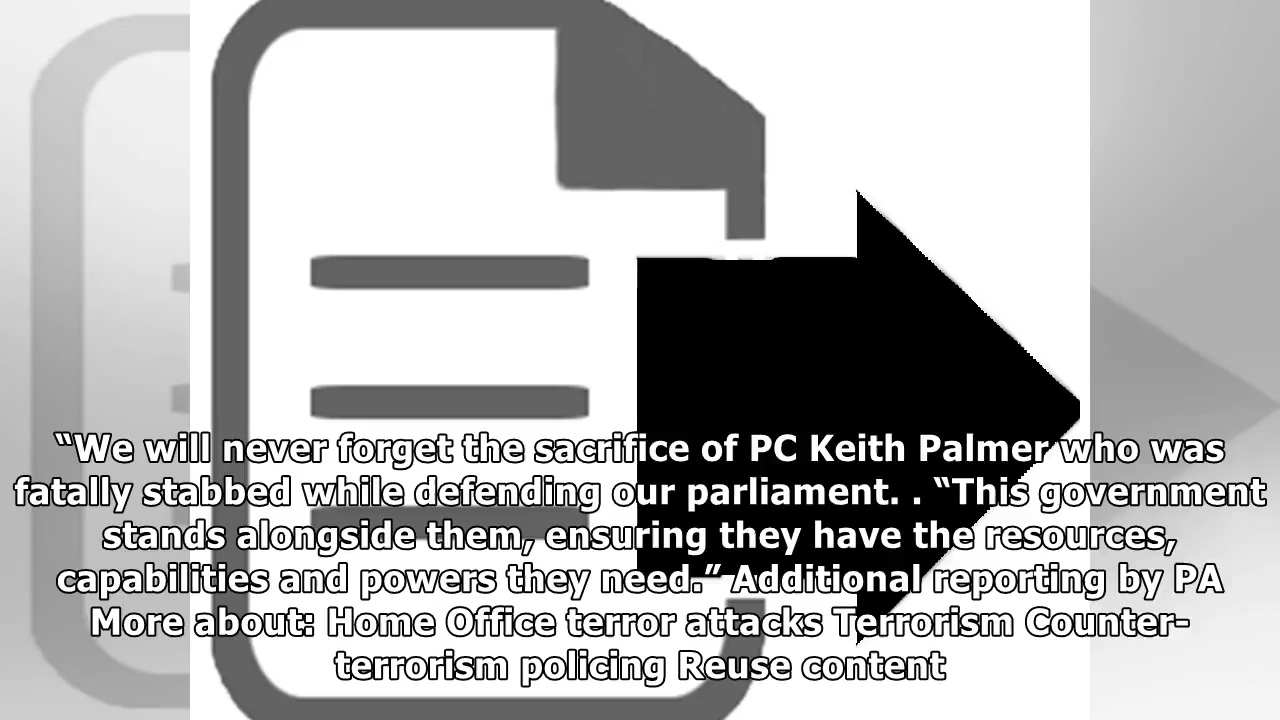 “We will never forget the sacrifice of PC Keith Palmer who was
fatally stabbed while defending our parliament. . “This government
stands alongside them, ensuring they have the resources,
capabilities and powers they need.” Additional reporting by PA
More about: Home Office terror attacks Terrorism Counter-
terrorism policing Reuse content